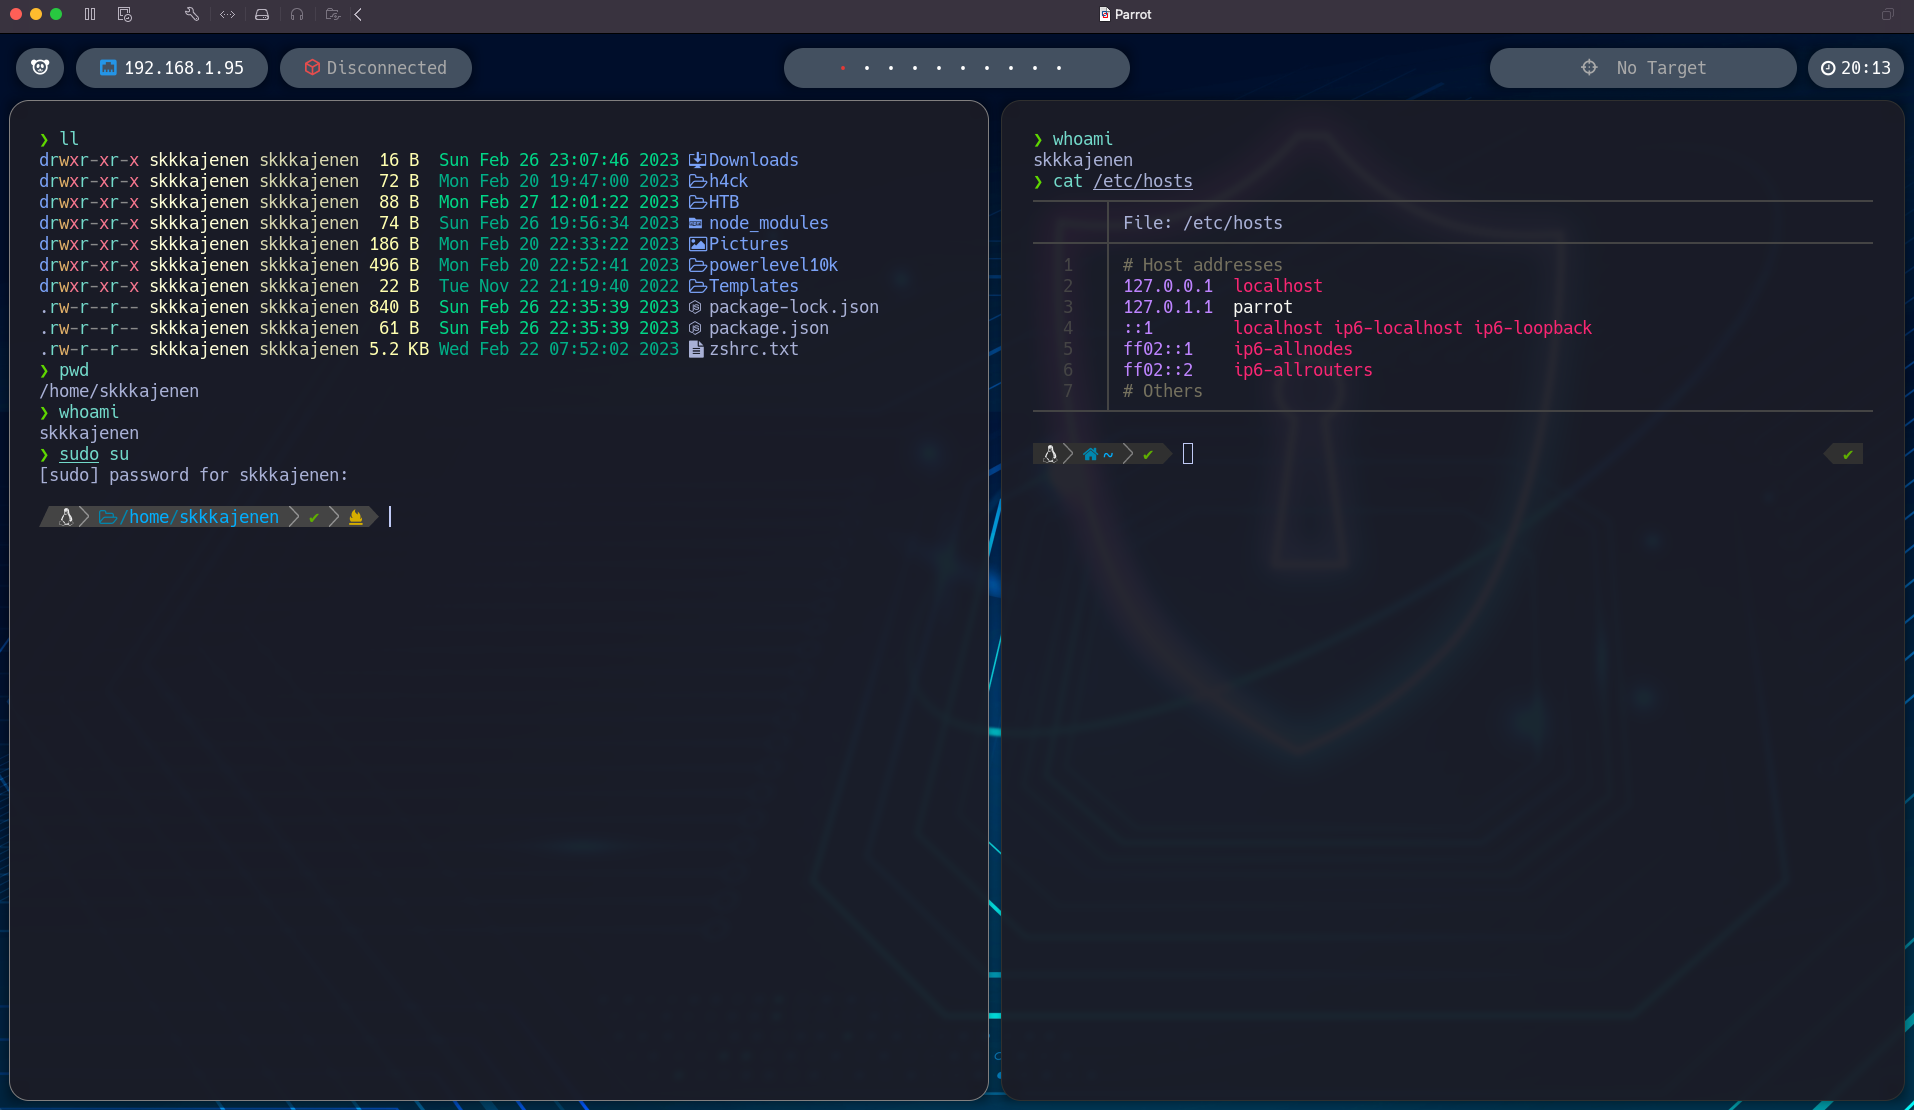 Parrot
192.168.1.95
Disconnected
No Target
20:13
❯ ll
drwxr-xr-x skkkajenen skkkajenen 16 B Sun Feb 26 23:07:46 2023 Downloads
drwxr-xr-x skkkajenen skkkajenen 72 B Mon Feb 20 19:47:00 2023 h4ck
drwxr-xr-x skkkajenen skkkajenen 88 B Mon Feb 27 12:01:22 2023 HTB
drwxr-xr-x skkkajenen skkkajenen 74 B Sun Feb 26 19:56:34 2023 node_modules
drwxr-xr-x skkkajenen skkkajenen 186 B Mon Feb 20 22:33:22 2023 Pictures
drwxr-xr-x skkkajenen skkkajenen 496 B Mon Feb 20 22:52:41 2023 powerlevel10k
drwxr-xr-x skkkajenen skkkajenen 22 B Tue Nov 22 21:19:40 2022 Templates
.rw-r--r-- skkkajenen skkkajenen 840 B Sun Feb 26 22:35:39 2023 package-lock.json
.rw-r--r-- skkkajenen skkkajenen 61 B Sun Feb 26 22:35:39 2023 package.json
.rw-r--r-- skkkajenen skkkajenen 5.2 KB Wed Feb 22 07:52:02 2023 zshrc.txt
❯ pwd
/home/skkkajenen
❯ whoami
skkkajenen
❯ sudo su
[sudo] password for skkkajenen:
/home/skkkajenen ✔
❯ whoami
skkkajenen
❯ cat /etc/hosts
File: /etc/hosts
1 # Host addresses
2 127.0.0.1 localhost
3 127.0.1.1 parrot
4 ::1 localhost ip6-localhost ip6-loopback
5 ff02::1 ip6-allnodes
6 ff02::2 ip6-allrouters
7 # Others
~ ✔ ✔